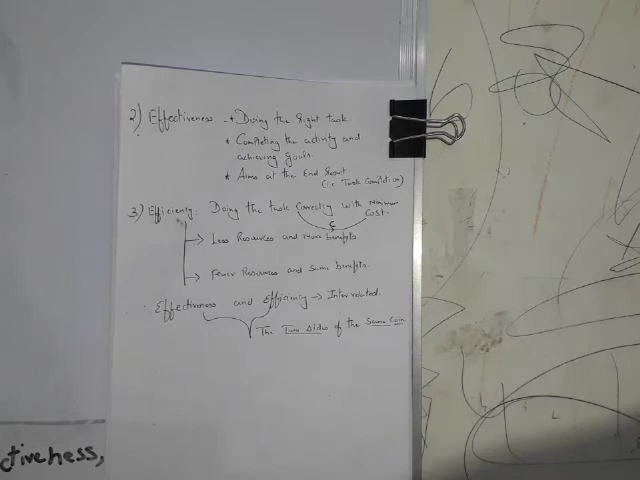 2) Effectiveness → * Doing the Right task.
* Completing the activity and
achieving goals.
* Aims at the End Result
(i.e Task Completion)
3) Efficiency: Doing the task Correctly with minimum
Cost.
→ Less Resources and More benefits
→ Fewer Resources and same benefits.
Effectiveness and Efficiency → Interrelated.
The Two Sides of the Same Coin
ctiveness,